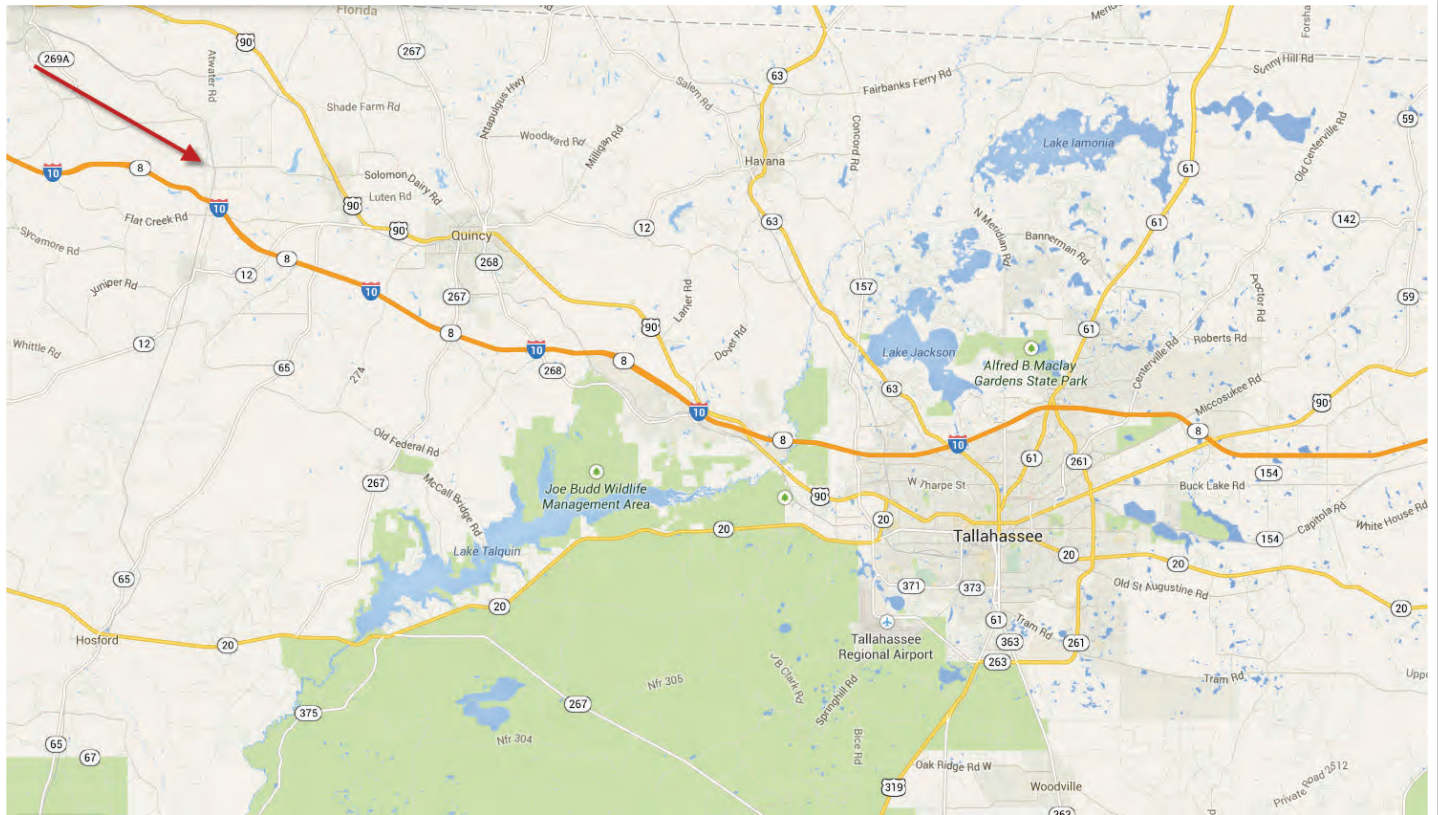 Florida
Meri
Forsha
90
267
269A
Atwater Rd
63
Sunny Hill Rd
Fairbanks Ferry Rd
Salem Rd
Attapulgus Hwy
Shade Farm Rd
Concord Rd
59
Woodward Rd
Milligan Rd
Lake Iamonia
Old Centerville Rd
Havana
8
10
61
Solomon Dairy Rd
Luten Rd
90
10
Flat Creek Rd
63
61
142
N Meridian Rd
12
90
Sycamore Rd
Quincy
Bannerman Rd
8
268
12
Juniper Rd
10
267
157
Proctor Rd
59
Larner Rd
90
61
8
Dover Rd
Roberts Rd
12
Whittle Rd
10
8
Lake Jackson
Centerville Rd
Alfred B Maclay
Gardens State Park
65
274
268
63
Miccosukee Rd
90
10
8
8
10
Old Federal Rd
61
261
154
Joe Budd Wildlife
Management Area
267
W Tharpe St
Buck Lake Rd
McCall Bridge Rd
90
20
20
Capitola Rd
White House Rd
Tallahassee
154
Lake Talquin
20
20
65
371
373
Old St Augustine Rd
20
20
61
Tram Rd
Hosford
20
Tallahassee
Regional Airport
363
261
263
Tram Rd
Upp
Nfr 305
J B Clark Rd
Springhill Rd
267
375
Nfr 304
65
67
Bice Rd
Oak Ridge Rd W
319
Woodville
Private Road 2512
363